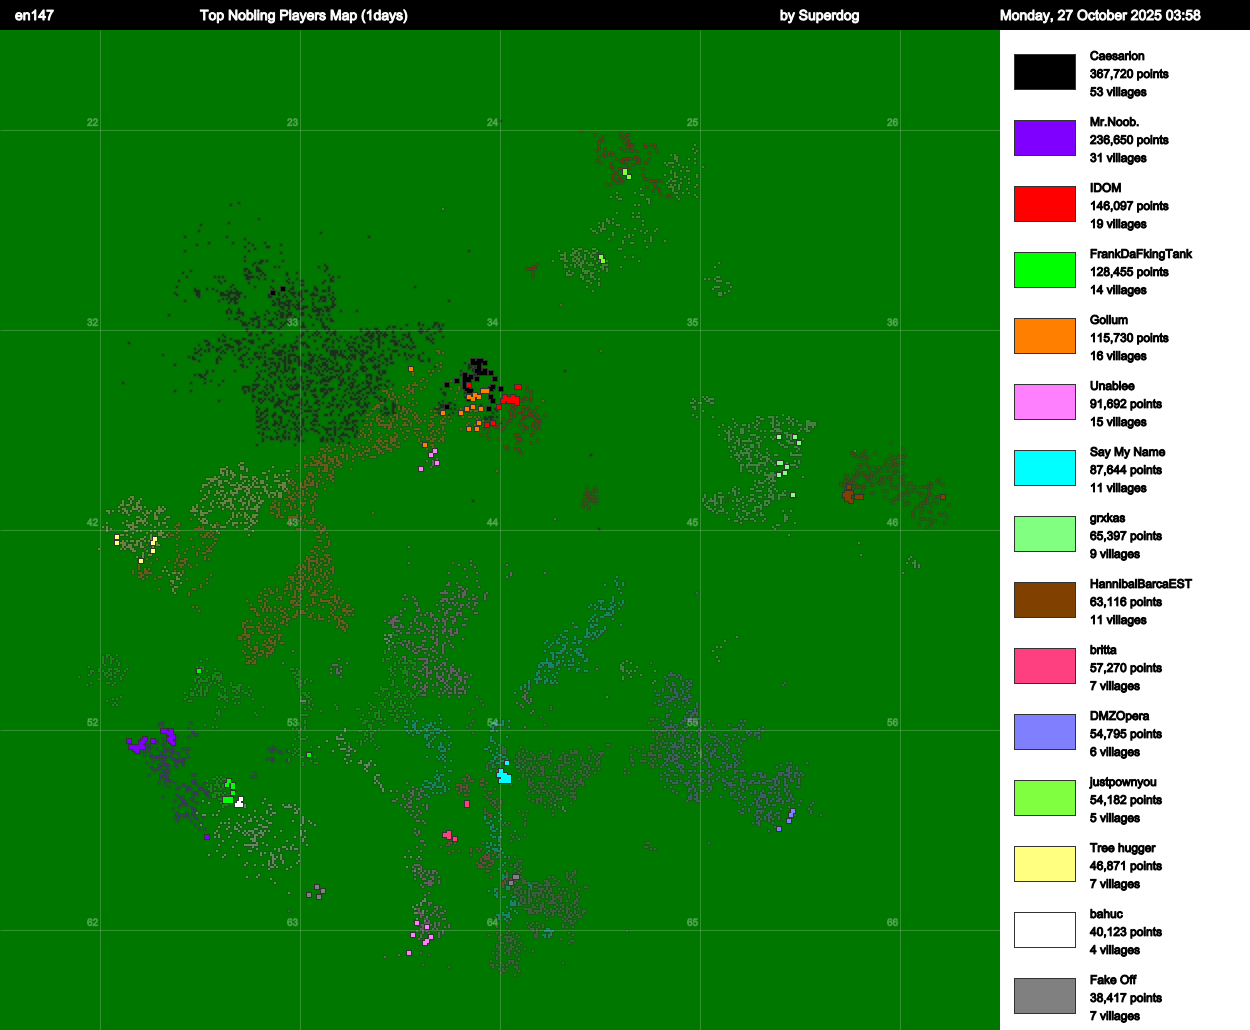 en147 Top Nobling Players Map (1days) by Superdog Monday, 27 October 2025 03:58
Caesarion
367,720 points
53 villages
Mr.Noob.
236,650 points
31 villages
IDOM
146,097 points
19 villages
FrankDaFkingTank
128,455 points
14 villages
Gollum
115,730 points
16 villages
Unablee
91,692 points
15 villages
Say My Name
87,644 points
11 villages
grxkas
65,397 points
9 villages
HannibalBarcaEST
63,116 points
11 villages
britta
57,270 points
7 villages
DMZOpera
54,795 points
6 villages
justpownyou
54,182 points
5 villages
Tree hugger
46,871 points
7 villages
bahuc
40,123 points
4 villages
Fake Off
38,417 points
7 villages
22 23 24 25 26
32 33 34 35 36
42 43 44 45 46
52 53 54 55 56
62 63 64 65 66